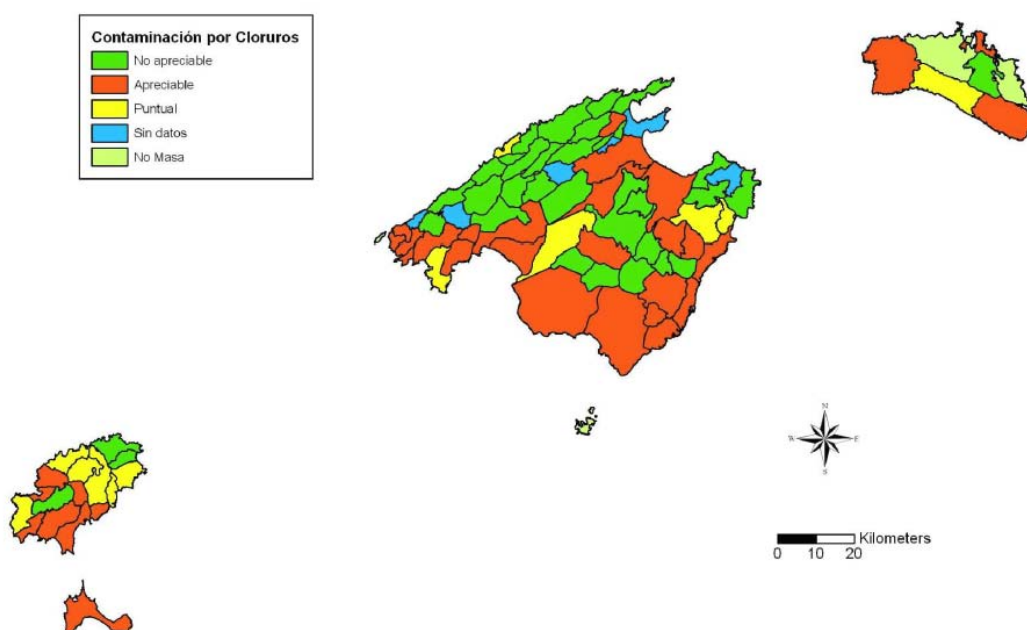 Contaminación por Cloruros
No apreciable
Apreciable
Puntual
Sin datos
No Masa
N
W E
S
Kilometers
0 10 20